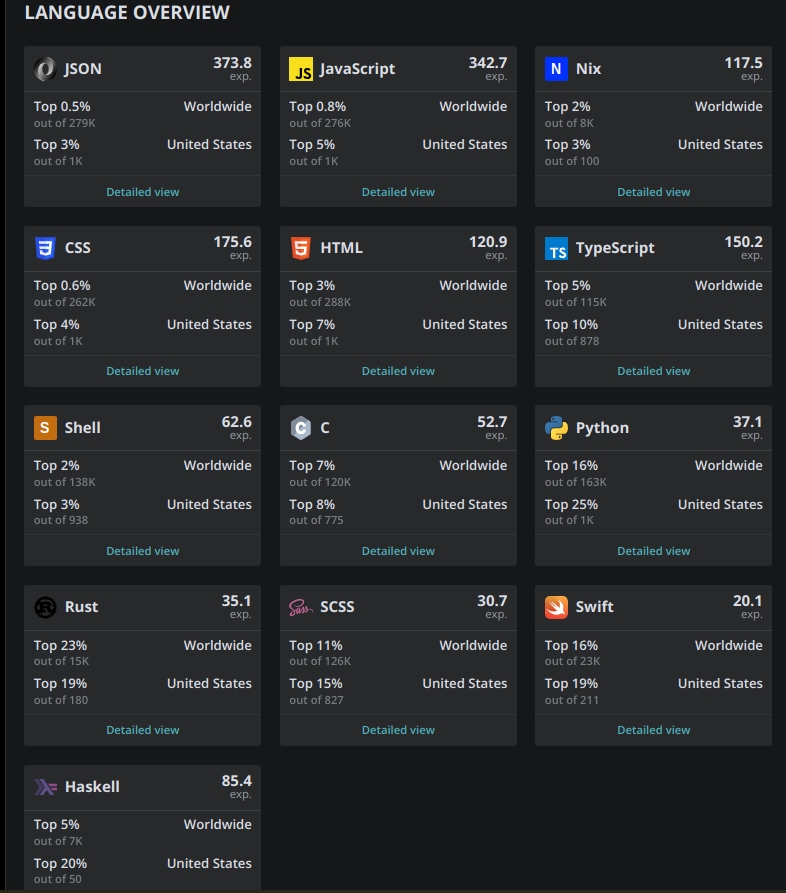 LANGUAGE OVERVIEW
JSON 373.8
exp.
Top 0.5% Worldwide
out of 279K
Top 3% United States
out of 1K
Detailed view
JS JavaScript 342.7
exp.
Top 0.8% Worldwide
out of 276K
Top 5% United States
out of 1K
Detailed view
N Nix 117.5
exp.
Top 2% Worldwide
out of 8K
Top 3% United States
out of 100
Detailed view
3 CSS 175.6
exp.
Top 0.6% Worldwide
out of 262K
Top 4% United States
out of 1K
Detailed view
5 HTML 120.9
exp.
Top 3% Worldwide
out of 288K
Top 7% United States
out of 1K
Detailed view
TS TypeScript 150.2
exp.
Top 5% Worldwide
out of 115K
Top 10% United States
out of 878
Detailed view
S Shell 62.6
exp.
Top 2% Worldwide
out of 138K
Top 3% United States
out of 938
Detailed view
C C 52.7
exp.
Top 7% Worldwide
out of 120K
Top 8% United States
out of 775
Detailed view
Python 37.1
exp.
Top 16% Worldwide
out of 163K
Top 25% United States
out of 1K
Detailed view
R Rust 35.1
exp.
Top 23% Worldwide
out of 15K
Top 19% United States
out of 180
Detailed view
Sass SCSS 30.7
exp.
Top 11% Worldwide
out of 126K
Top 15% United States
out of 827
Detailed view
Swift 20.1
exp.
Top 16% Worldwide
out of 23K
Top 19% United States
out of 211
Detailed view
Haskell 85.4
exp.
Top 5% Worldwide
out of 7K
Top 20% United States
out of 50